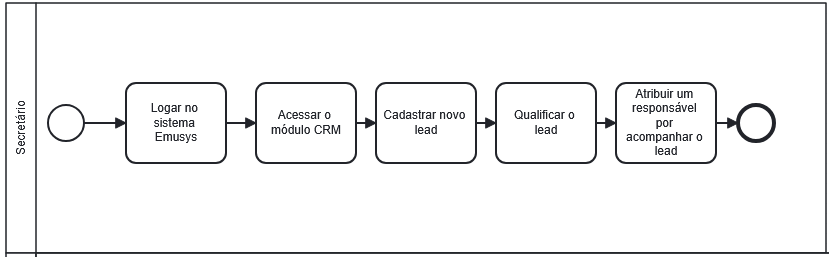 Secretário
Logar no
sistema
Emusys
Acessar o
módulo CRM
Cadastrar novo
lead
Qualificar o
lead
Atribuir um
responsável
por
acompanhar o
lead